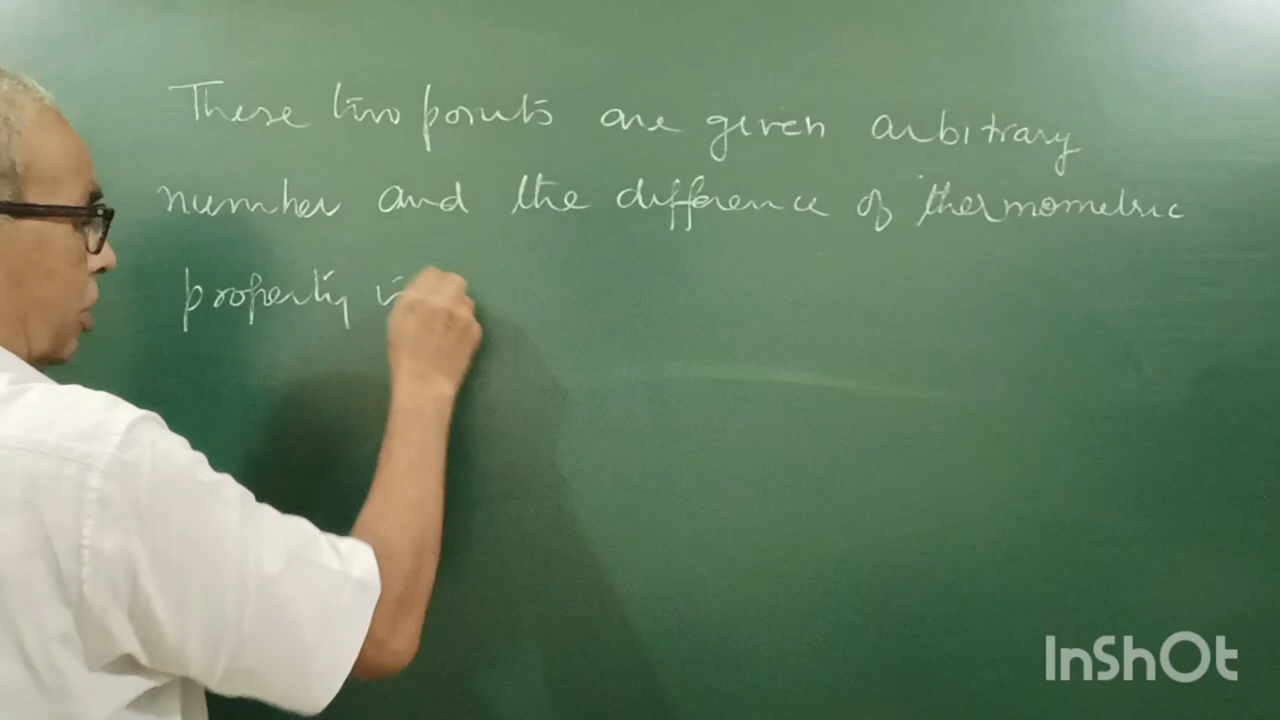 These two points are given arbitrary
number and the difference of thermometric
property
InShOt